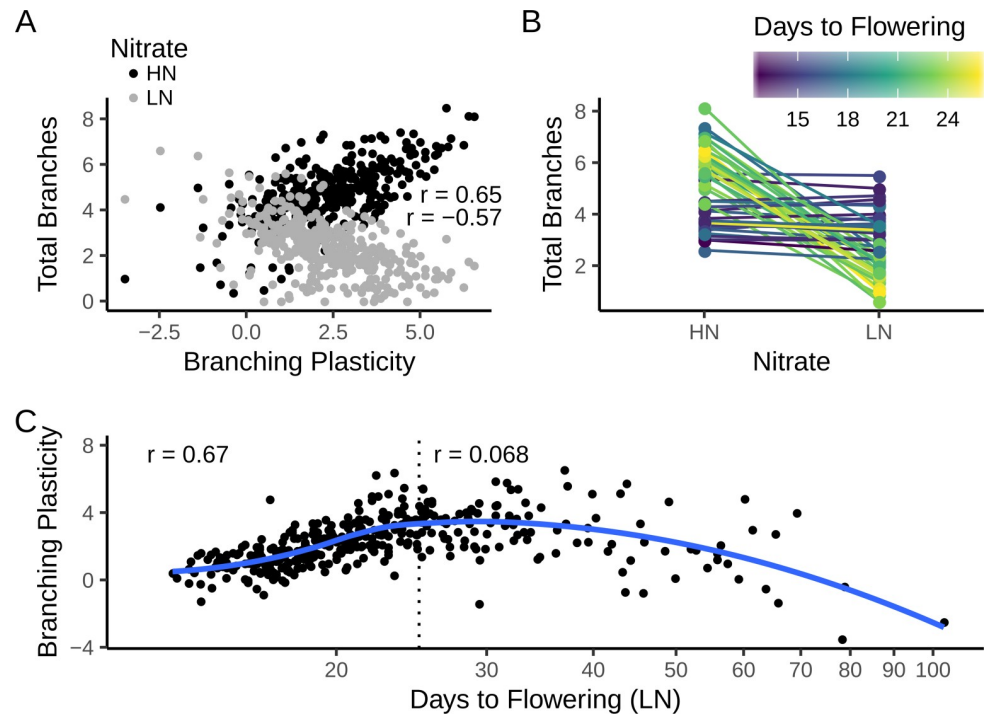 A
Nitrate
HN
LN
Total Branches
8
6
4
2
0
r = 0.65
r = −0.57
−2.5
0.0
2.5
5.0
Branching Plasticity
B
Days to Flowering
15
18
21
24
Total Branches
8
6
4
2
HN
LN
Nitrate
C
Branching Plasticity
8
4
0
−4
r = 0.67
r = 0.068
20
30
40
50
60
70
80
90
100
Days to Flowering (LN)